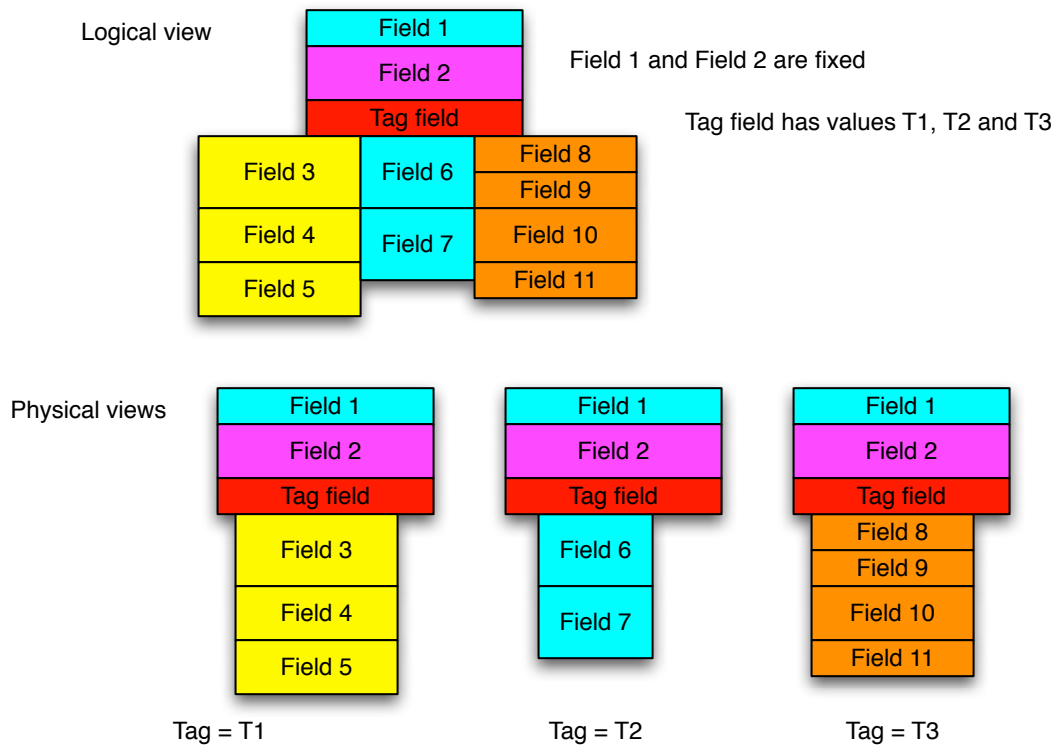 Logical view
Field 1
Field 2
Tag field
Field 1 and Field 2 are fixed
Tag field has values T1, T2 and T3
Field 3
Field 4
Field 5
Field 6
Field 7
Field 8
Field 9
Field 10
Field 11
Physical views
Field 1
Field 2
Tag field
Field 3
Field 4
Field 5
Tag = T1
Field 1
Field 2
Tag field
Field 6
Field 7
Tag = T2
Field 1
Field 2
Tag field
Field 8
Field 9
Field 10
Field 11
Tag = T3